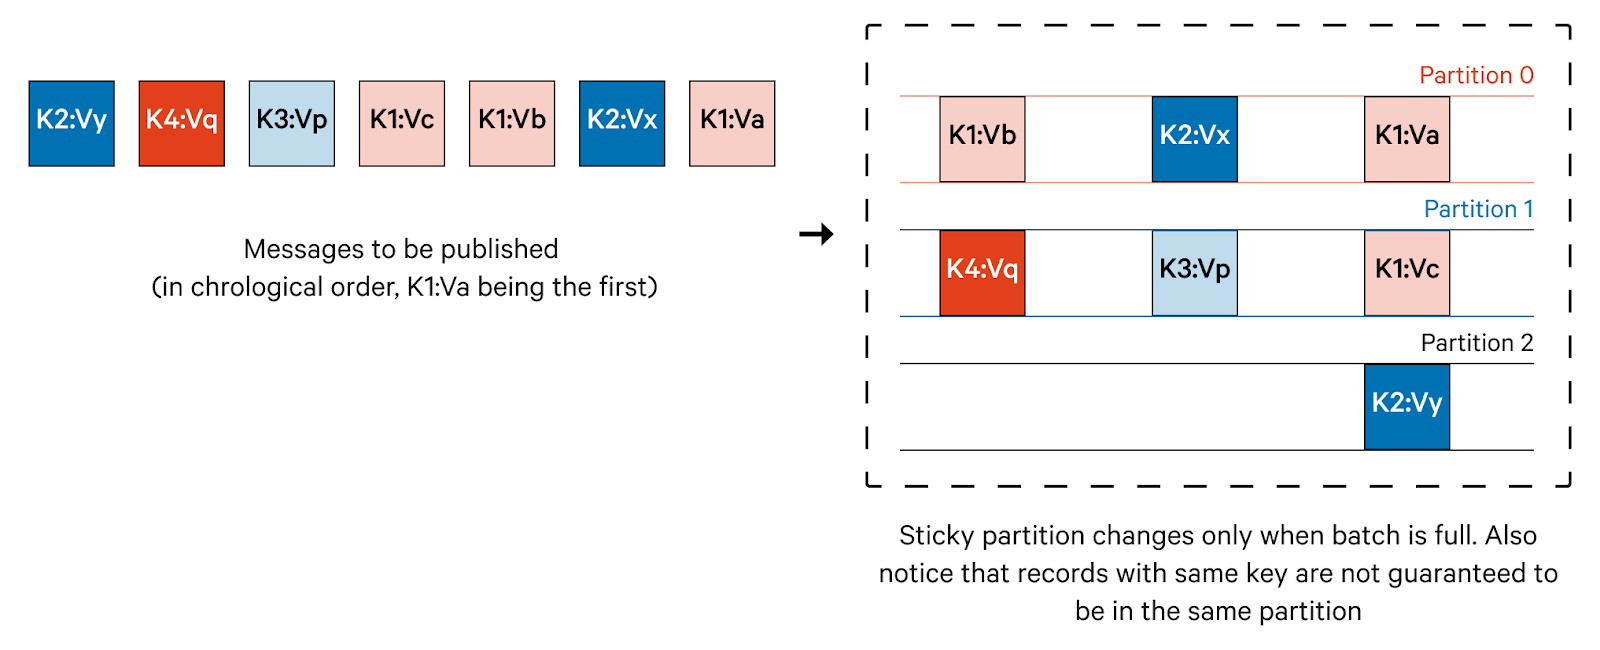 K2:Vy K4:Vq K3:Vp K1:Vc K1:Vb K2:Vx K1:Va
Messages to be published
(in chrological order, K1:Va being the first)
Partition 0
K1:Vb K2:Vx K1:Va
Partition 1
K4:Vq K3:Vp K1:Vc
Partition 2
K2:Vy
Sticky partition changes only when batch is full. Also
notice that records with same key are not guaranteed to
be in the same partition